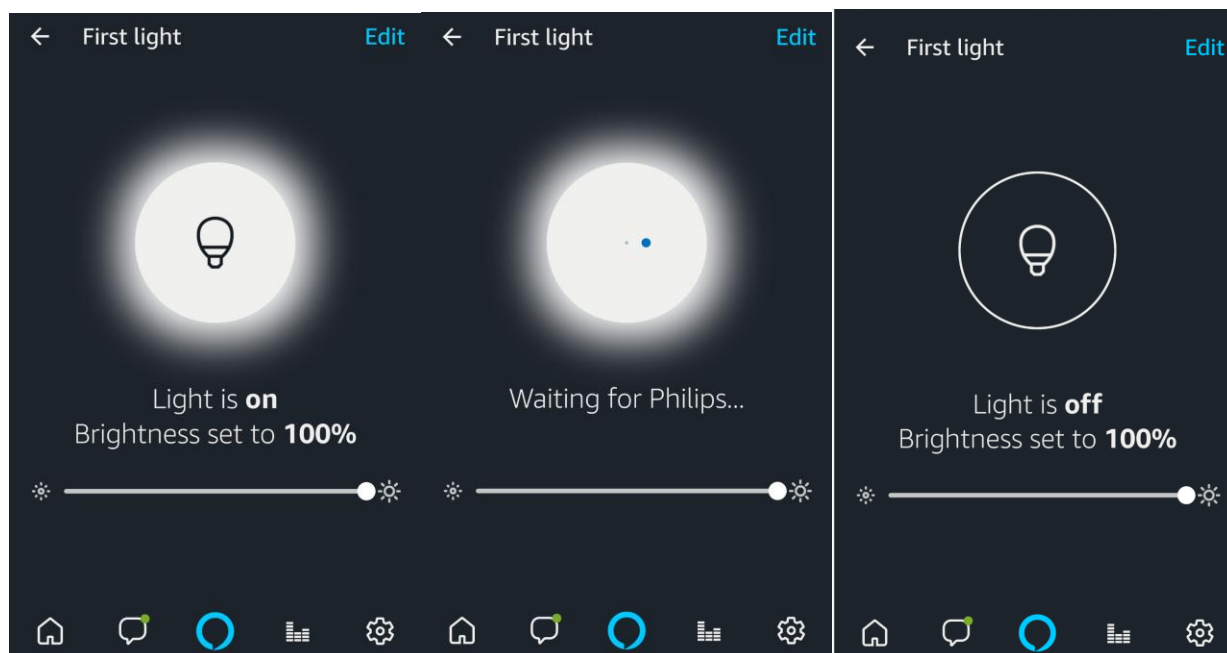 First light Edit
Light is on
Brightness set to 100%
First light Edit
Waiting for Philips...
First light Edit
Light is off
Brightness set to 100%